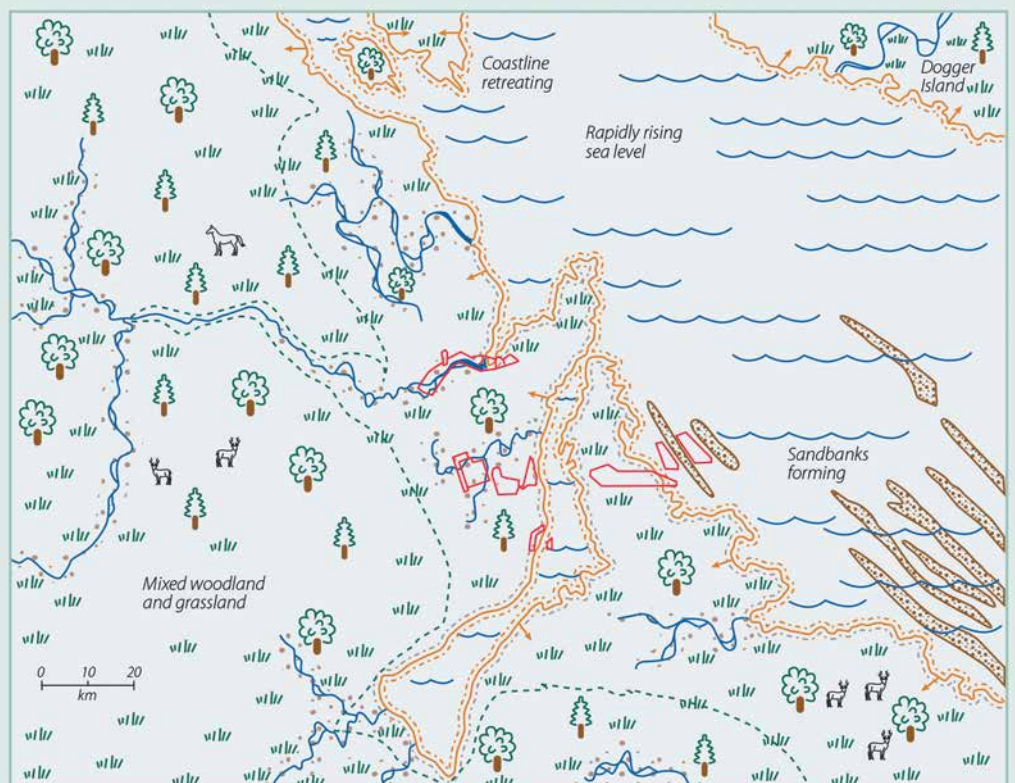 Coastline
retreating
Dogger
Island
Rapidly rising
sea level
Sandbanks
forming
Mixed woodland
and grassland
0 10 20
km